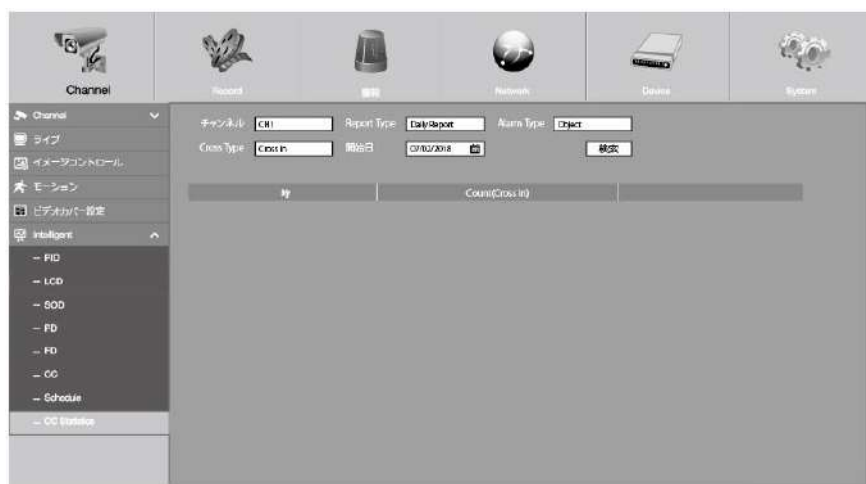 Channel
Record
Network
Device
System
Channel
ライブ
イメージコントロール
モーション
ビデオカバー設定
Intelligent
– PID
– LCD
– SOD
– PD
– FD
– CC
– Schedule
– CC Statistics
チャンネル CH1 Report Type Daily Report Alarm Type Object
Cross Type Cross In 開始日 07/02/2018 検索
時 Count(Cross In)